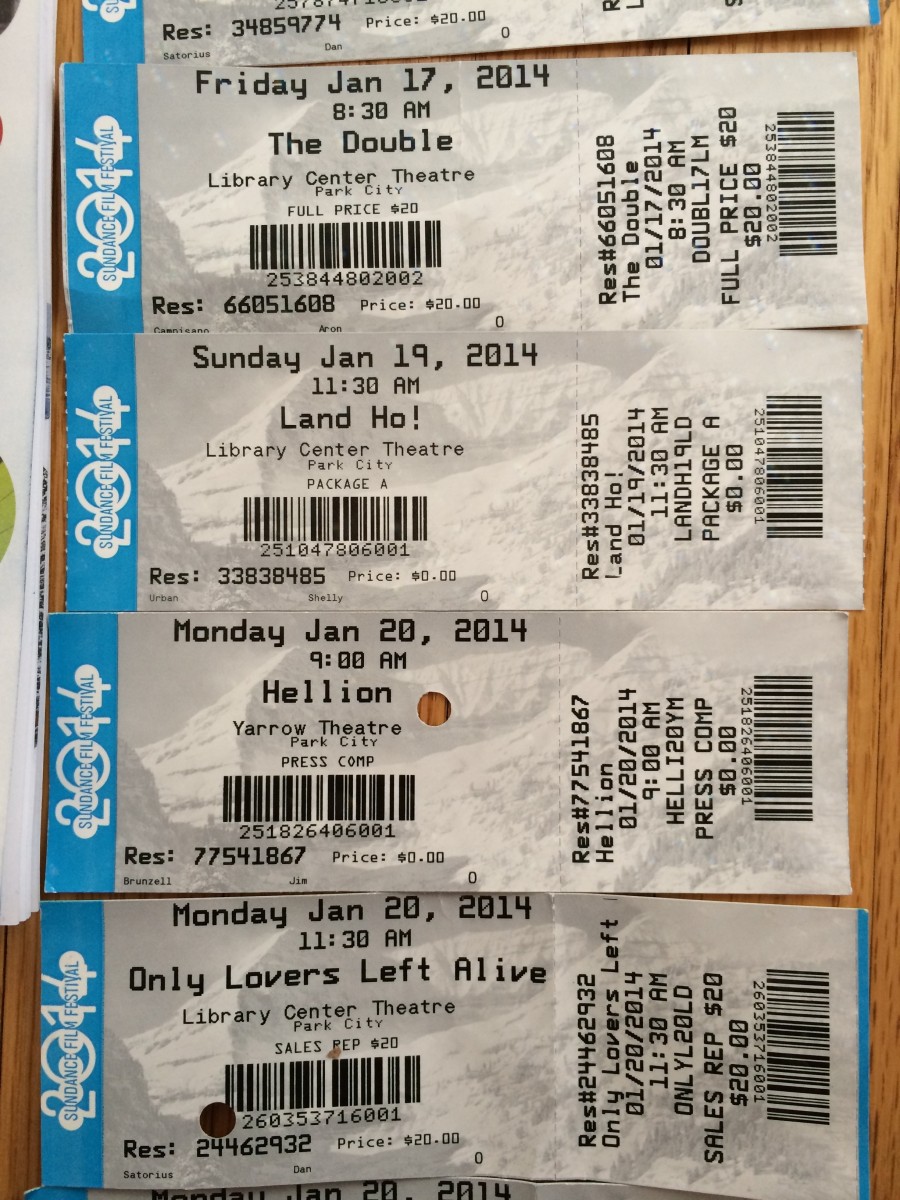 Res: 34859774 Price: $20.00
Satorius Dan 0
2014
SUNDANCE FILM FESTIVAL
Friday Jan 17, 2014
8:30 AM
The Double
Library Center Theatre
Park City
FULL PRICE $20
253844802002
Res: 66051608 Price: $20.00
Campisano Aron 0
Res#66051608
The Double
01/17/2014
8:30 AM
DOUBL17LM
FULL PRICE $20
$20.00
253844802002
2014
SUNDANCE FILM FESTIVAL
Sunday Jan 19, 2014
11:30 AM
Land Ho!
Library Center Theatre
Park City
PACKAGE A
251047806001
Res: 33838485 Price: $0.00
Urban Shelly 0
Res#33838485
Land Ho!
01/19/2014
11:30 AM
LANDH19LD
PACKAGE A
$0.00
251047806001
2014
SUNDANCE FILM FESTIVAL
Monday Jan 20, 2014
9:00 AM
Hellion
Yarrow Theatre
Park City
PRESS COMP
251826406001
Res: 77541867 Price: $0.00
Brunzell Jim 0
Res#77541867
Hellion
01/20/2014
9:00 AM
HELLI20YM
PRESS COMP
$0.00
251826406001
2014
SUNDANCE FILM FESTIVAL
Monday Jan 20, 2014
11:30 AM
Only Lovers Left Alive
Library Center Theatre
Park City
SALES REP $20
260353716001
Res: 24462932 Price: $20.00
Satorius Dan 0
Res#24462932
Only Lovers Left
01/20/2014
11:30 AM
ONLYL20LD
SALES REP $20
$20.00
260353716001
Monday Jan 20, 2014